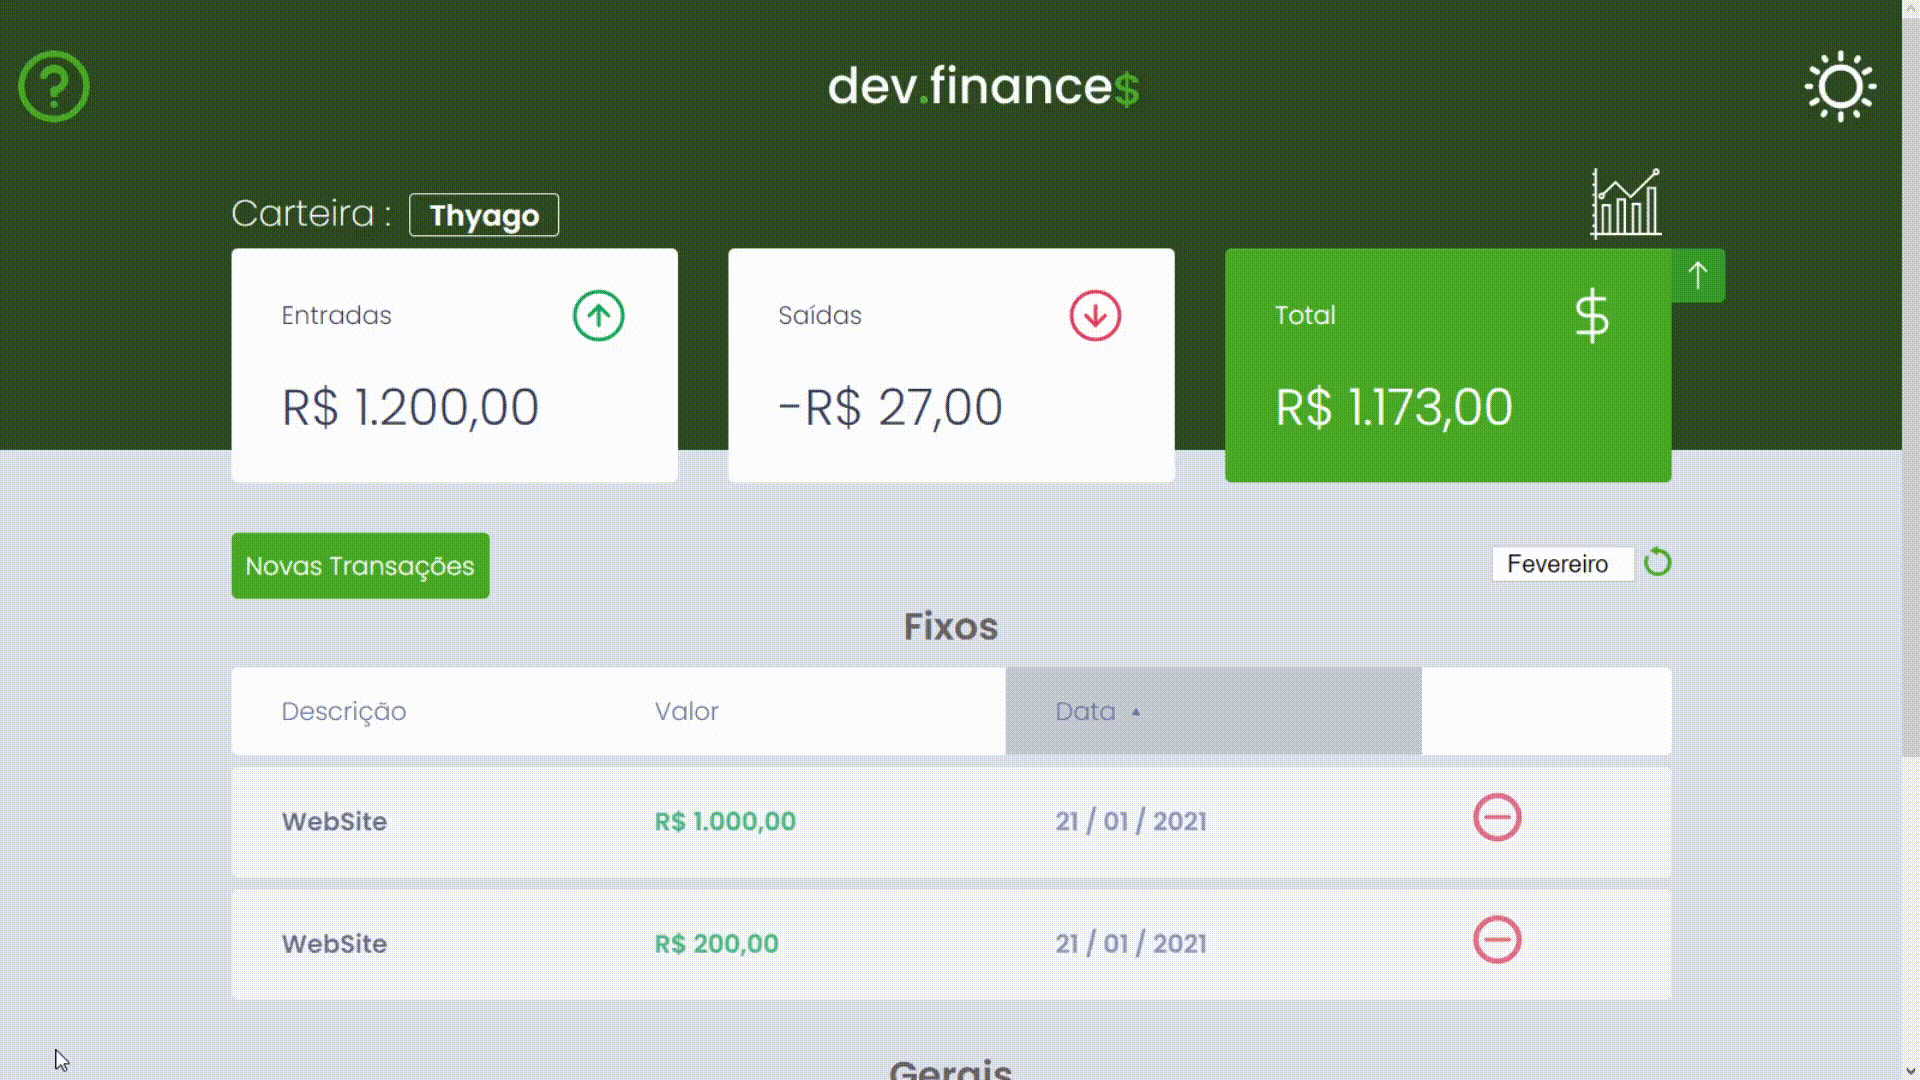 dev.finance$
Carteira : Thyago
Entradas
R$ 1.200,00
Saídas
-R$ 27,00
Total
$
R$ 1.173,00
Novas Transações
Fevereiro
Fixos
Descrição Valor Data ▲
WebSite R$ 1.000,00 21 / 01 / 2021
WebSite R$ 200,00 21 / 01 / 2021
Gerais